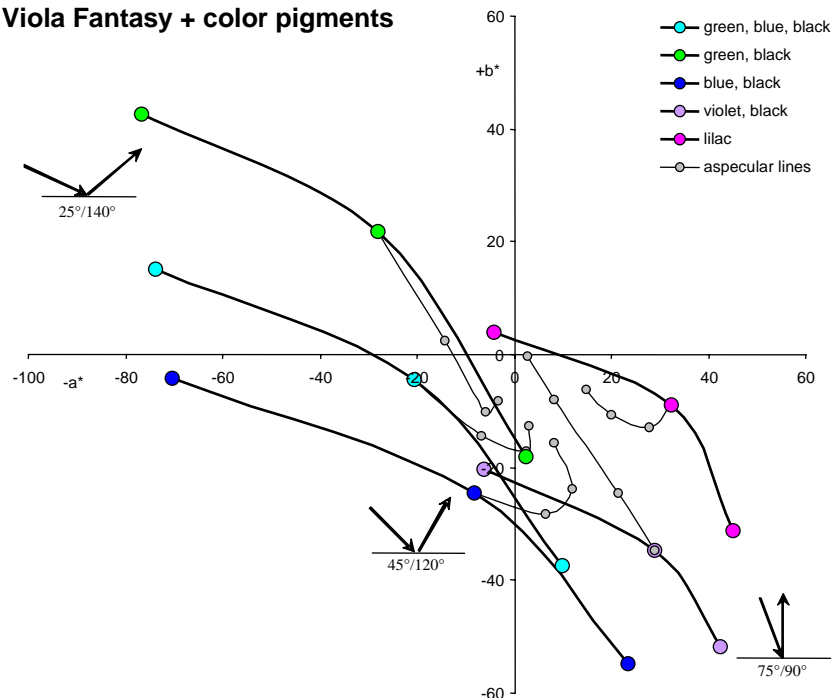 Viola Fantasy + color pigments
60
+b*
40
20
0
-20
-40
-60
-100
-a*
-80
-60
-40
-20
0
20
40
60
green, blue, black
green, black
blue, black
violet, black
lilac
aspecular lines
25°/140°
45°/120°
75°/90°